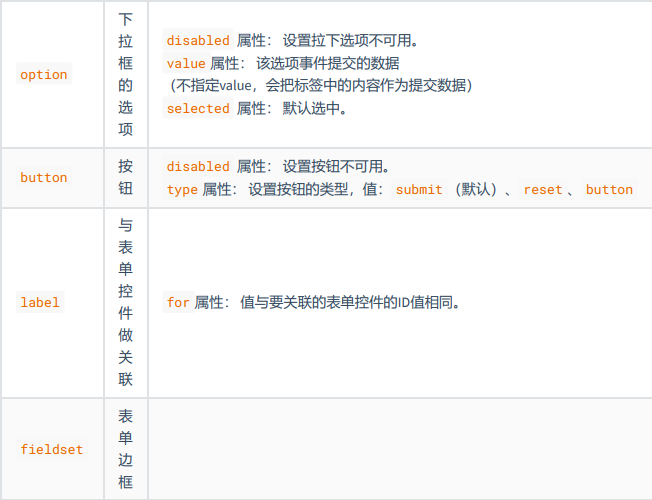 option
下
拉
框
的
选
项
disabled 属性： 设置拉下选项不可用。
value 属性： 该选项事件提交的数据
（不指定value，会把标签中的内容作为提交数据）
selected 属性： 默认选中。
button
按
钮
disabled 属性： 设置按钮不可用。
type 属性： 设置按钮的类型，值： submit （默认）、 reset 、 button
label
与
表
单
控
件
做
关
联
for 属性： 值与要关联的表单控件的ID值相同。
fieldset
表
单
边
框